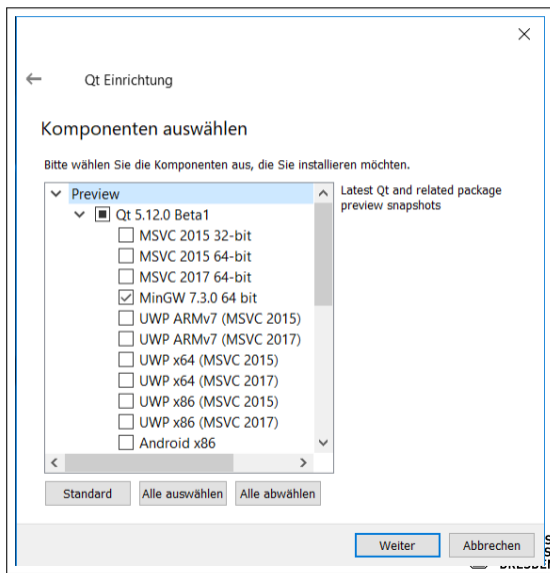 Qt Einrichtung
Komponenten auswählen
Bitte wählen Sie die Komponenten aus, die Sie installieren möchten.
Preview
Latest Qt and related package
preview snapshots
Qt 5.12.0 Beta1
MSVC 2015 32-bit
MSVC 2015 64-bit
MSVC 2017 64-bit
MinGW 7.3.0 64 bit
UWP ARMv7 (MSVC 2015)
UWP ARMv7 (MSVC 2017)
UWP x64 (MSVC 2015)
UWP x64 (MSVC 2017)
UWP x86 (MSVC 2015)
UWP x86 (MSVC 2017)
Android x86
Standard Alle auswählen Alle abwählen
Weiter Abbrechen